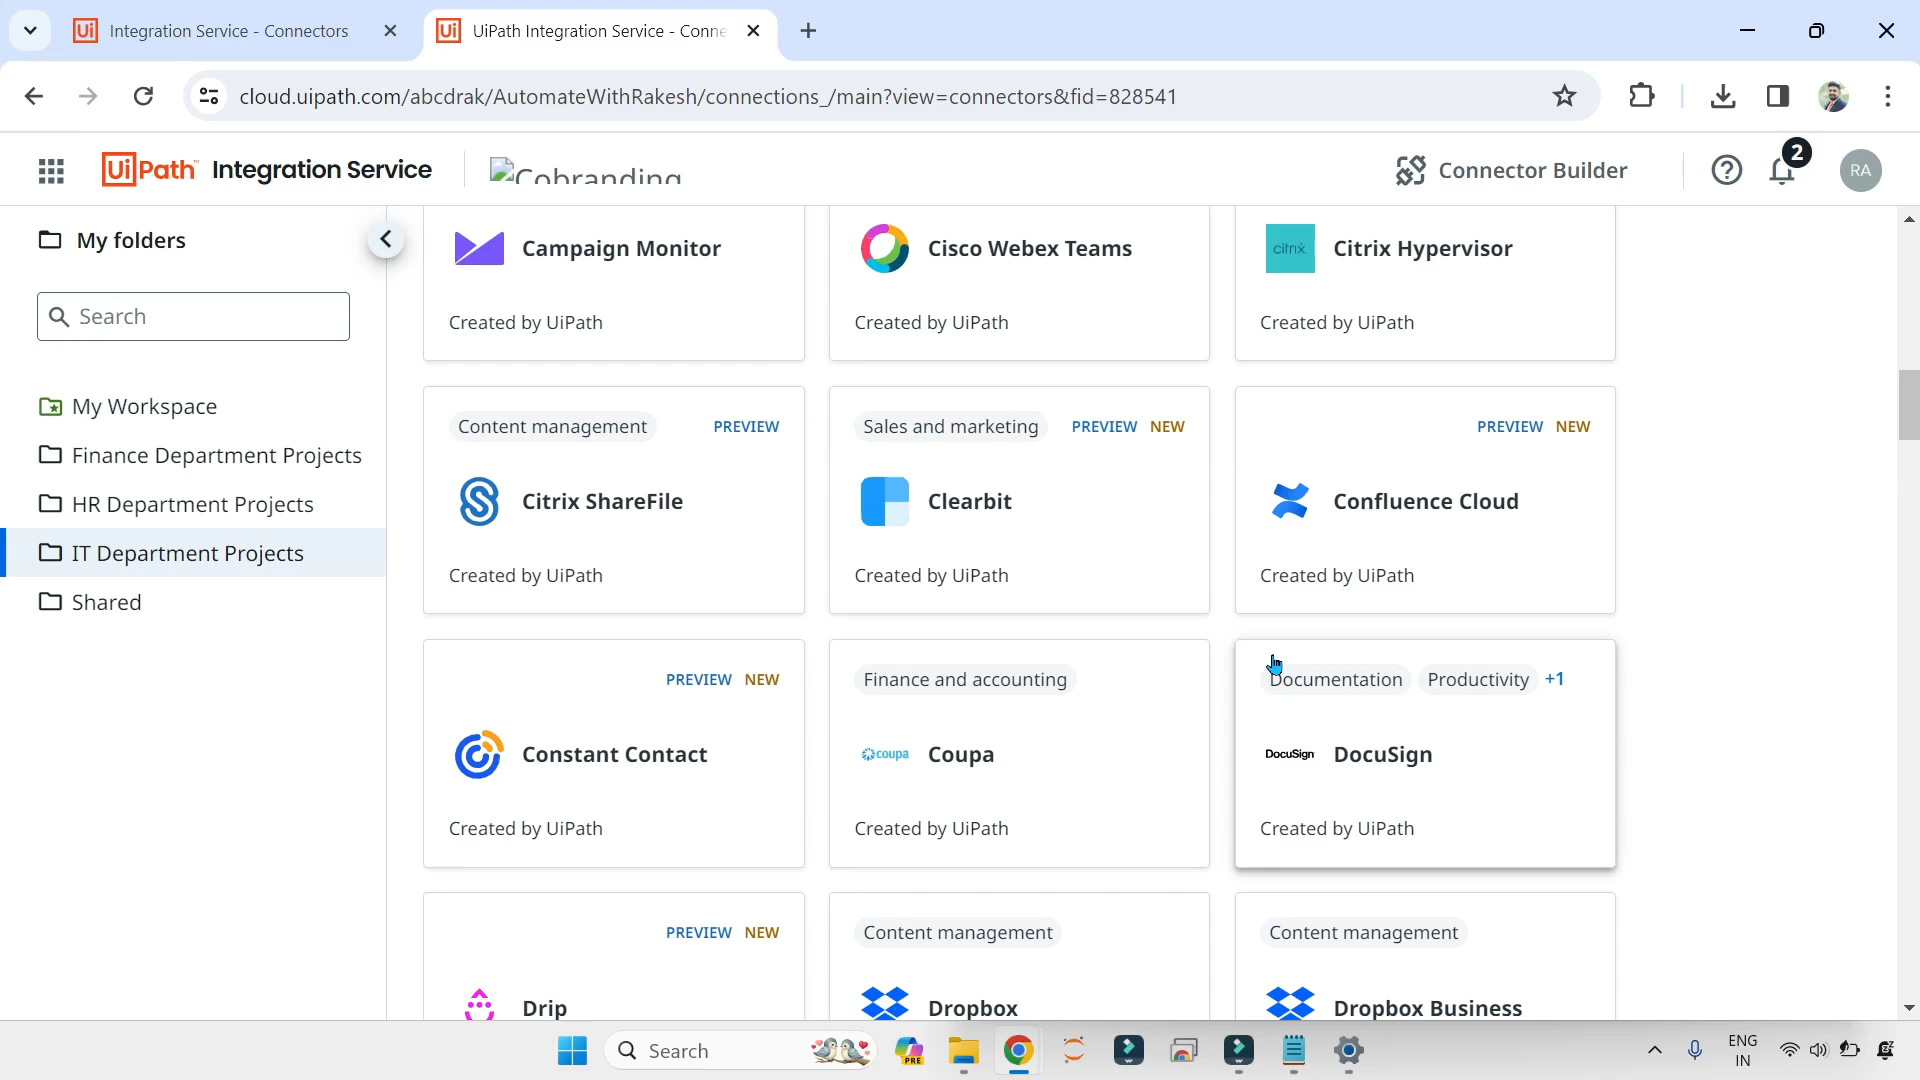 Integration Service - Connectors
UiPath Integration Service - Conne
cloud.uipath.com/abcdrak/AutomateWithRakesh/connections_/main?view=connectors&fid=828541
UiPath™ Integration Service
Cobranding
Connector Builder
2
RA
My folders
Search
My Workspace
Finance Department Projects
HR Department Projects
IT Department Projects
Shared
Campaign Monitor
Created by UiPath
Cisco Webex Teams
Created by UiPath
citrix
Citrix Hypervisor
Created by UiPath
Content management PREVIEW
Citrix ShareFile
Created by UiPath
Sales and marketing PREVIEW NEW
Clearbit
Created by UiPath
PREVIEW NEW
Confluence Cloud
Created by UiPath
PREVIEW NEW
Constant Contact
Created by UiPath
Finance and accounting
coupa Coupa
Created by UiPath
Documentation Productivity +1
DocuSign DocuSign
Created by UiPath
PREVIEW NEW
Drip
Content management
Dropbox
Content management
Dropbox Business
Search
PRE
ENG
IN